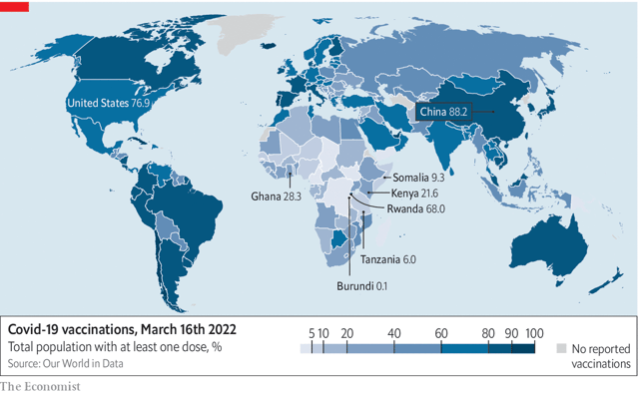 United States 76.9
China 88.2
Somalia 9.3
Kenya 21.6
Rwanda 68.0
Ghana 28.3
Tanzania 6.0
Burundi 0.1
Covid-19 vaccinations, March 16th 2022
Total population with at least one dose, %
Source: Our World in Data
5 10 20 40 60 80 90 100
No reported
vaccinations
The Economist